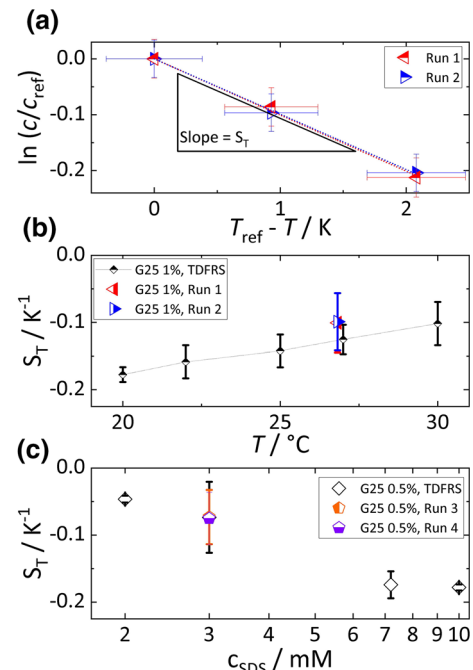 (a)
0.0
-0.1
-0.2
ln (c/c_ref)
Run 1
Run 2
Slope = S_T
0
1
2
T_ref - T / K
(b)
0.0
-0.1
-0.2
S_T / K⁻¹
G25 1%, TDFRS
G25 1%, Run 1
G25 1%, Run 2
20
25
30
T / °C
(c)
0.0
-0.1
-0.2
S_T / K⁻¹
G25 0.5%, TDFRS
G25 0.5%, Run 3
G25 0.5%, Run 4
2
3
4
5
6
7
8
9
10
c_SDS / mM